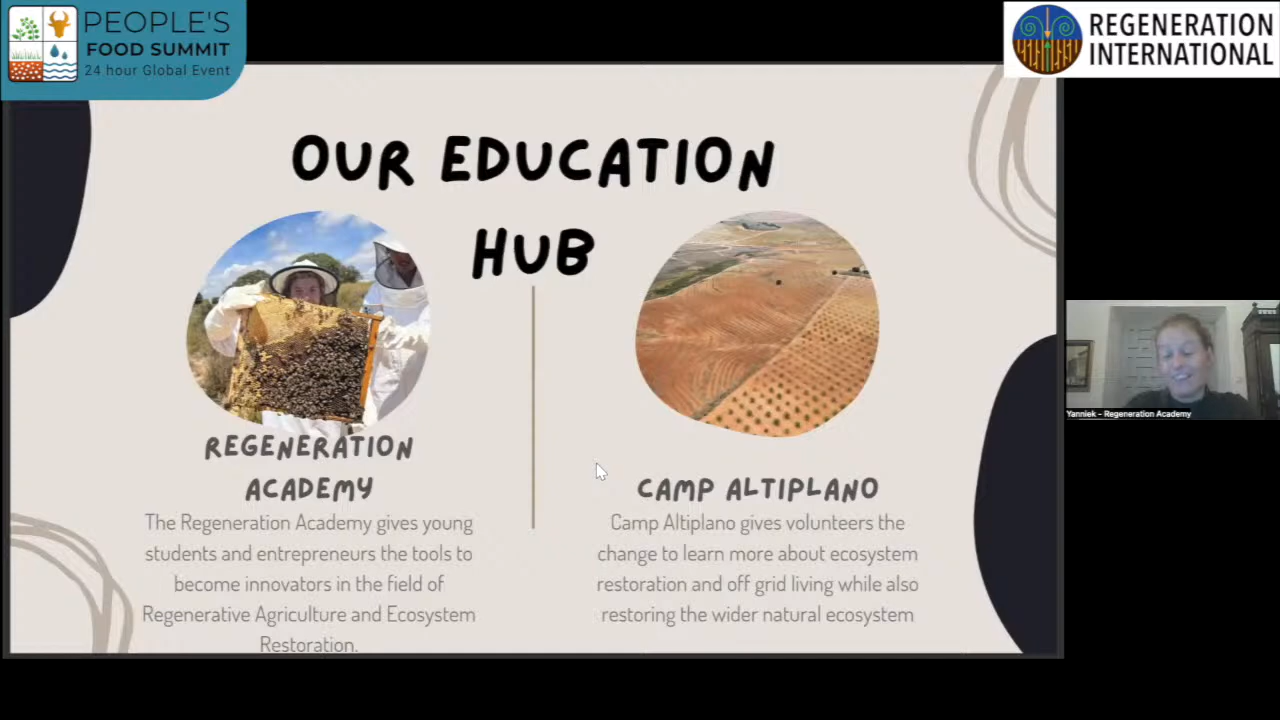 PEOPLE'S
FOOD SUMMIT
24 hour Global Event
REGENERATION
INTERNATIONAL
OUR EDUCATION
HUB
REGENERATION
ACADEMY
The Regeneration Academy gives young
students and entrepreneurs the tools to
become innovators in the field of
Regenerative Agriculture and Ecosystem
Restoration.
CAMP ALTIPLANO
Camp Altiplano gives volunteers the
change to learn more about ecosystem
restoration and off grid living while also
restoring the wider natural ecosystem
Yanniek - Regeneration Academy